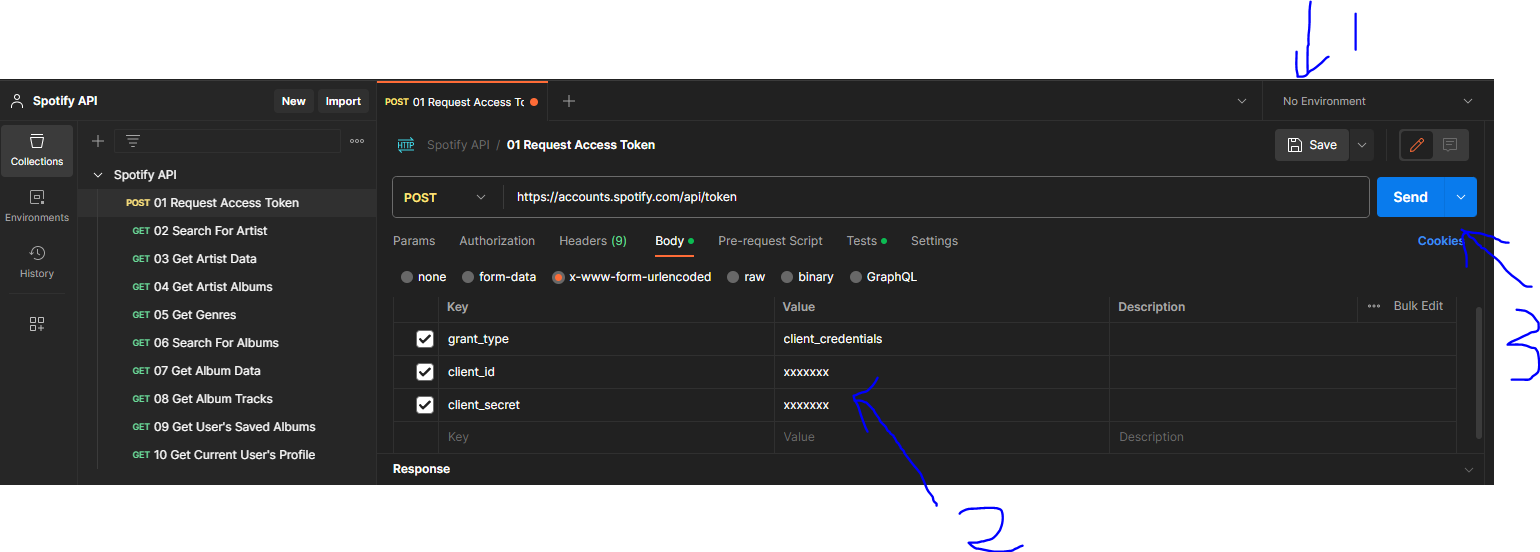 1
Spotify API
New
Import
POST 01 Request Access To
No Environment
Collections
HTTP
Spotify API / 01 Request Access Token
Save
Spotify API
POST 01 Request Access Token
POST
https://accounts.spotify.com/api/token
Send
Environments
GET 02 Search For Artist
Params
Authorization
Headers (9)
Body
Pre-request Script
Tests
Settings
Cookies
GET 03 Get Artist Data
History
none
form-data
x-www-form-urlencoded
raw
binary
GraphQL
GET 04 Get Artist Albums
GET 05 Get Genres
Key
Value
Description
Bulk Edit
GET 06 Search For Albums
grant_type
client_credentials
3
GET 07 Get Album Data
client_id
xxxxxxx
GET 08 Get Album Tracks
client_secret
xxxxxxx
GET 09 Get User's Saved Albums
Key
Value
Description
GET 10 Get Current User's Profile
Response
2